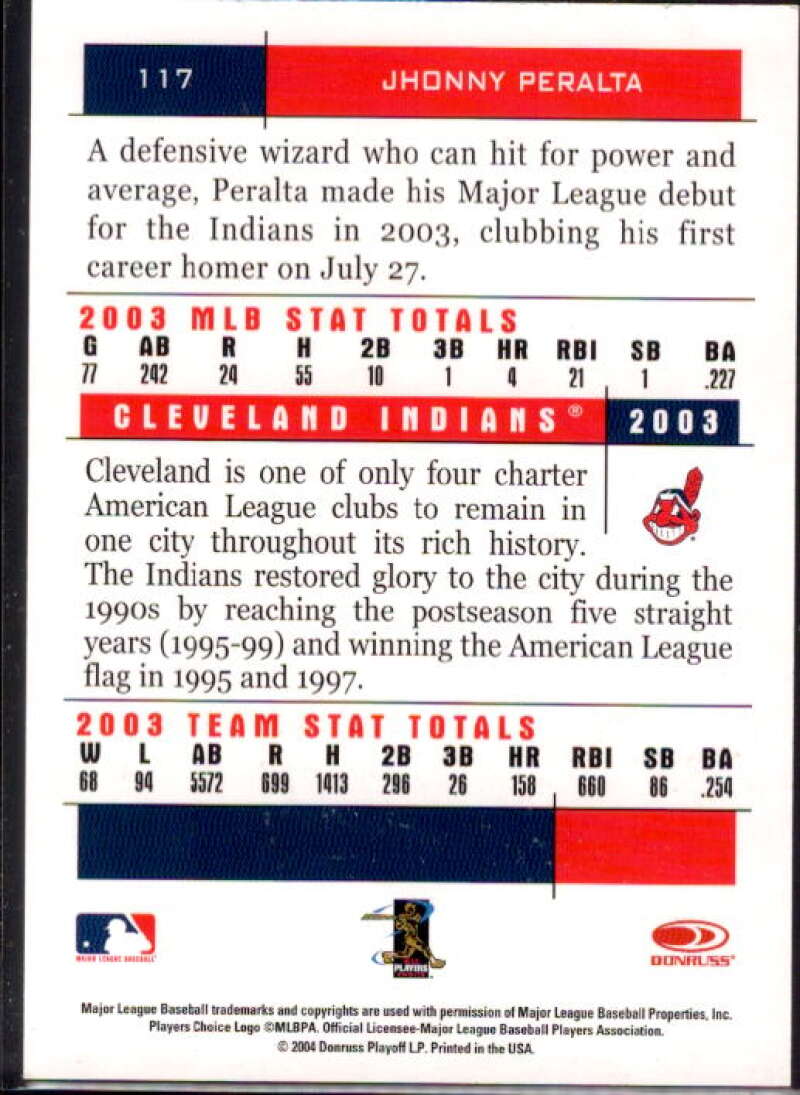 117 JHONNY PERALTA
A defensive wizard who can hit for power and
average, Peralta made his Major League debut
for the Indians in 2003, clubbing his first
career homer on July 27.
2003 MLB STAT TOTALS
G AB R H 2B 3B HR RBI SB BA
77 242 24 55 10 1 4 21 1 .227
CLEVELAND INDIANS® 2003
Cleveland is one of only four charter
American League clubs to remain in
one city throughout its rich history.
The Indians restored glory to the city during the
1990s by reaching the postseason five straight
years (1995-99) and winning the American League
flag in 1995 and 1997.
2003 TEAM STAT TOTALS
W L AB R H 2B 3B HR RBI SB BA
68 94 5572 699 1413 296 26 158 660 86 .254
MAJOR LEAGUE BASEBALL
PLAYERS
CHOICE
DONRUSS
Major League Baseball trademarks and copyrights are used with permission of Major League Baseball Properties, Inc.
Players Choice Logo ©MLBPA. Official Licensee-Major League Baseball Players Association.
© 2004 Donruss Playoff LP. Printed in the USA.